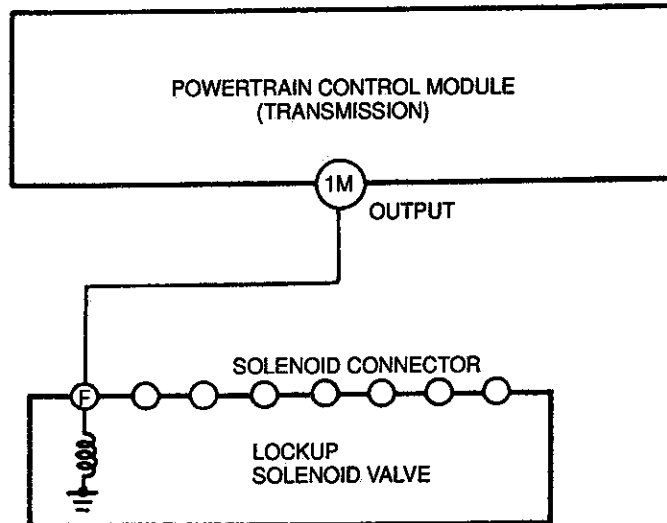 POWERTRAIN CONTROL MODULE
(TRANSMISSION)
1M
OUTPUT
SOLENOID CONNECTOR
F
LOCKUP
SOLENOID VALVE